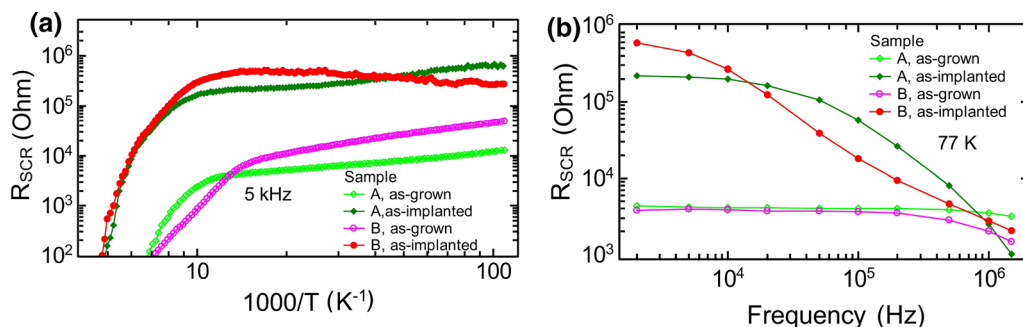 (a)
R_SCR (Ohm)
10^6
10^5
10^4
10^3
10^2
5 kHz
Sample
A, as-grown
A,as-implanted
B, as-grown
B, as-implanted
10
100
1000/T (K^-1)
(b)
R_SCR (Ohm)
10^6
10^5
10^4
10^3
Sample
A, as-grown
A, as-implanted
B, as-grown
B, as-implanted
77 K
10^4
10^5
10^6
Frequency (Hz)